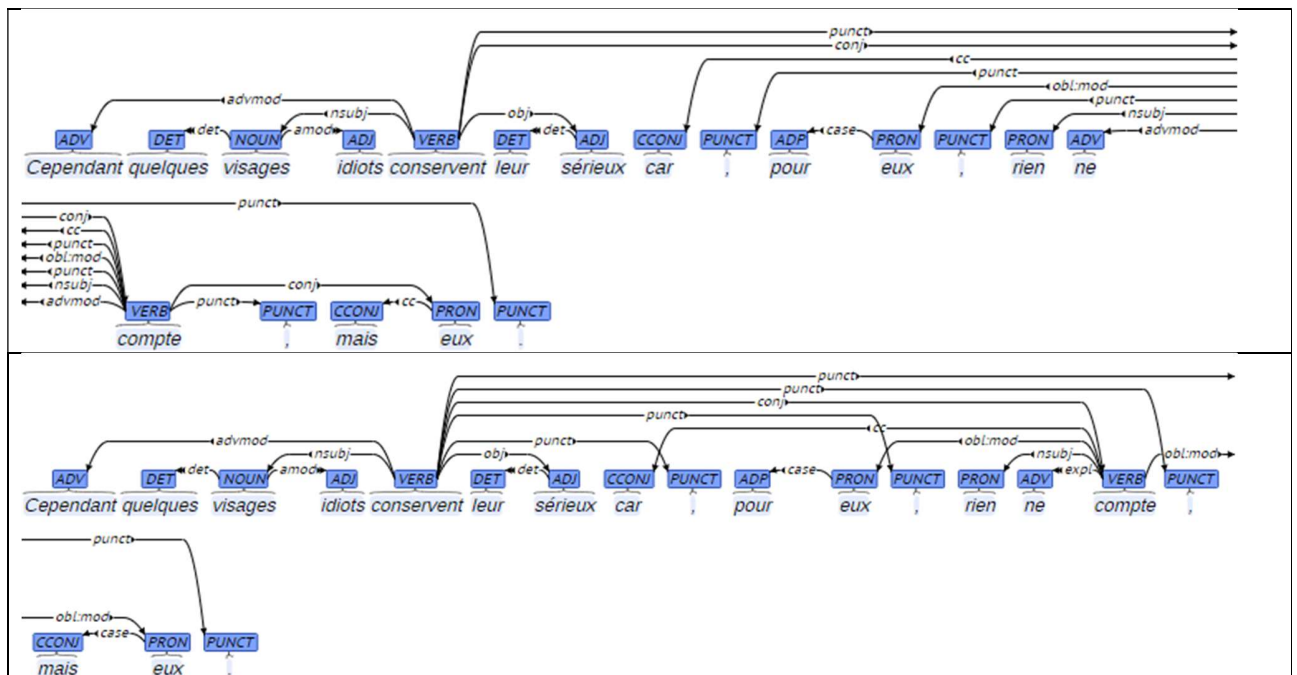 punct
conj
cc
punct
obl:mod
advmod punct
nsubj obj nsubj
ADV DET det NOUN amod ADJ VERB DET det ADJ CCONJ PUNCT ADP case PRON PUNCT PRON ADV advmod
Cependant quelques visages idiots conservent leur sérieux car , pour eux , rien ne
punct
conj
cc
punct
obl:mod
punct conj
nsubj
advmod VERB punct PUNCT CCONJ cc PRON PUNCT
compte , mais eux .
punct
punct
conj
punct cc
advmod punct obl:mod
nsubj obj nsubj obl:mod
ADV DET det NOUN amod ADJ VERB DET det ADJ CCONJ PUNCT ADP case PRON PUNCT PRON ADV expl VERB PUNCT
Cependant quelques visages idiots conservent leur sérieux car , pour eux , rien ne compte ,
punct
obl:mod
CCONJ case PRON PUNCT
mais eux .